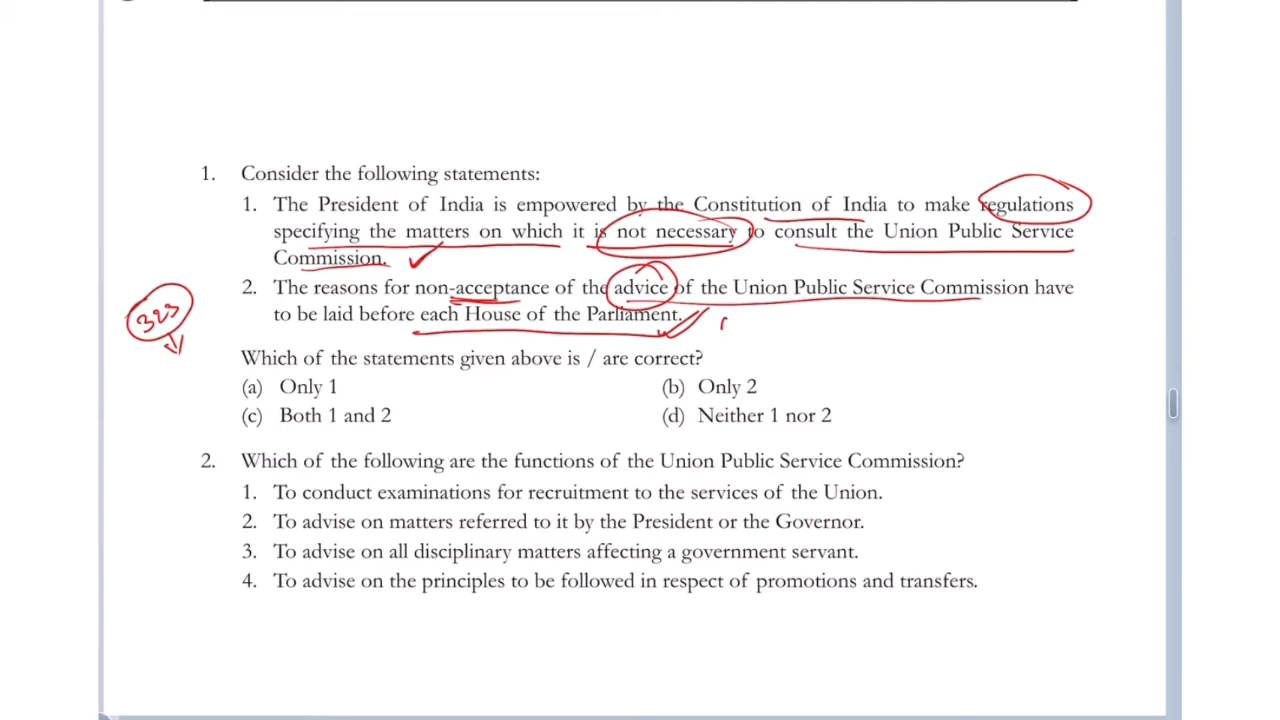 1. Consider the following statements:
1. The President of India is empowered by the Constitution of India to make regulations
specifying the matters on which it is not necessary to consult the Union Public Service
Commission.
2. The reasons for non-acceptance of the advice of the Union Public Service Commission have
323
to be laid before each House of the Parliament.
Which of the statements given above is / are correct?
(a) Only 1 (b) Only 2
(c) Both 1 and 2 (d) Neither 1 nor 2
2. Which of the following are the functions of the Union Public Service Commission?
1. To conduct examinations for recruitment to the services of the Union.
2. To advise on matters referred to it by the President or the Governor.
3. To advise on all disciplinary matters affecting a government servant.
4. To advise on the principles to be followed in respect of promotions and transfers.